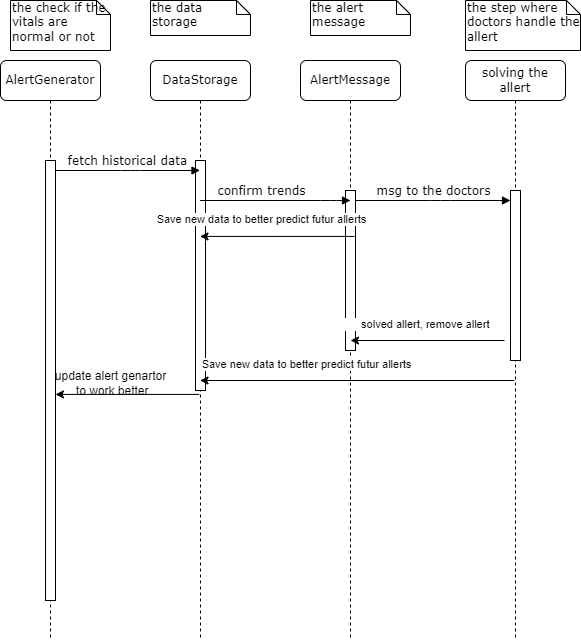 the check if the
vitals are
normal or not
the data
storage
the alert
message
the step where
doctors handle the
allert
AlertGenerator
DataStorage
AlertMessage
solving the
allert
fetch historical data
confirm trends
msg to the doctors
Save new data to better predict futur allerts
solved allert, remove allert
Save new data to better predict futur allerts
update alert genartor
to work better